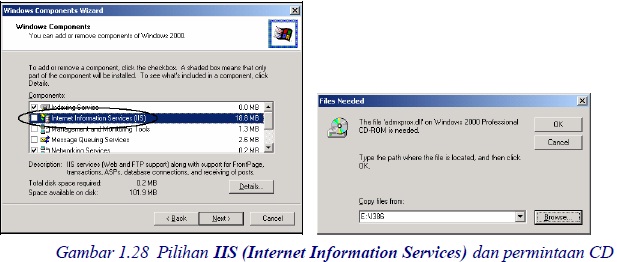 Windows Components Wizard
Windows Components
You can add or remove components of Windows 2000.
To add or remove a component, click the checkbox. A shaded box means that only
part of the component will be installed. To see what's included in a component, click
Details.
Components:
Indexing Service 0.0 MB
Internet Information Services (IIS) 18.8 MB
Management and Monitoring Tools 1.3 MB
Message Queuing Services 2.6 MB
Networking Services 0.2 MB
Description: IIS services (Web and FTP support) along with support for FrontPage,
transactions, ASPs, database connections, and receiving of posts.
Total disk space required: 0.2 MB
Space available on disk: 101.9 MB
Details...
< Back
Next >
Cancel
Files Needed
The file 'admxprox.dll' on Windows 2000 Professional
CD-ROM is needed.
OK
Cancel
Type the path where the file is located, and then click
OK.
Copy files from:
E:\I386
Browse...
Gambar 1.28 Pilihan IIS (Internet Information Services) dan permintaan CD